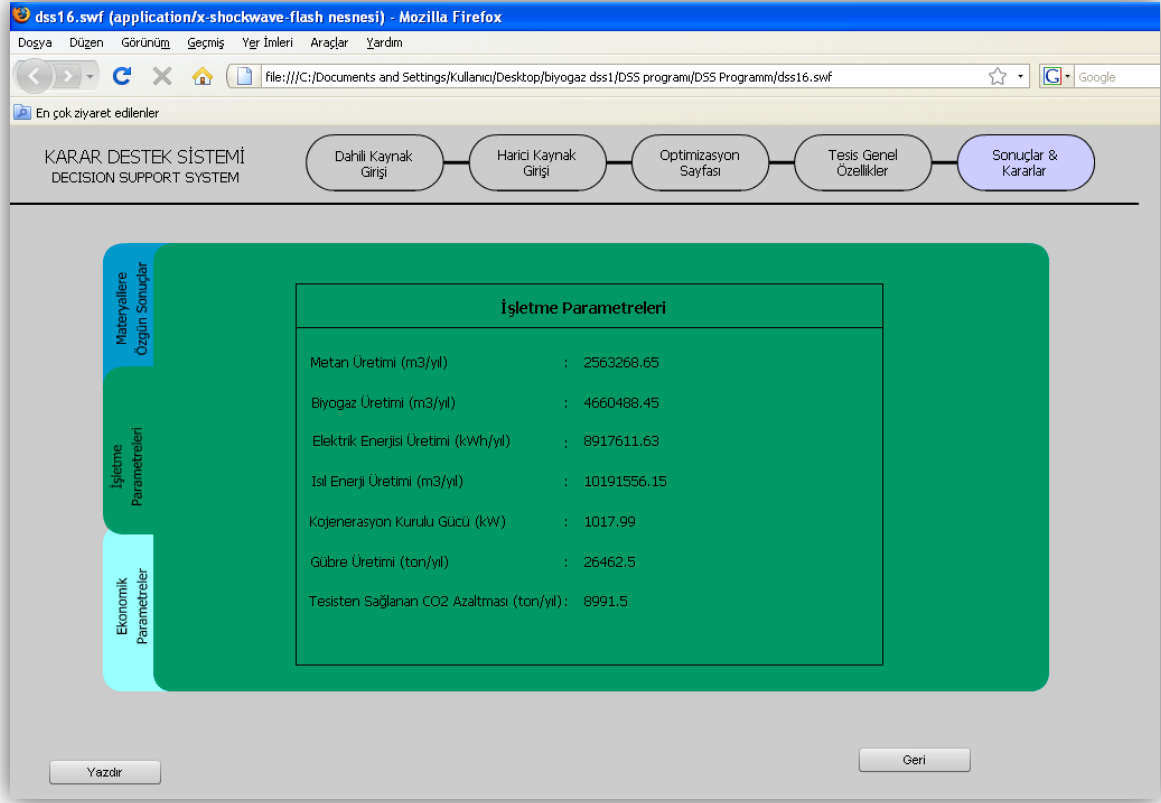 dss16.swf (application/x-shockwave-flash nesnesi) - Mozilla Firefox
Dosya Düzen Görünüm Geçmiş Yer İmleri Araçlar Yardım
file:///C:/Documents and Settings/Kullanıcı/Desktop/biyogaz dss1/DSS programı/DSS Programm/dss16.swf
G Google
En çok ziyaret edilenler
KARAR DESTEK SİSTEMİ
DECISION SUPPORT SYSTEM
Dahili Kaynak
Girişi
Harici Kaynak
Girişi
Optimizasyon
Sayfası
Tesis Genel
Özellikler
Sonuçlar &
Kararlar
Materyallere
Özgün Sonuçlar
İşletme
Parametreleri
Ekonomik
Parametreler
İşletme Parametreleri
Metan Üretimi (m3/yıl) : 2563268.65
Biyogaz Üretimi (m3/yıl) : 4660488.45
Elektrik Enerjisi Üretimi (kWh/yıl) : 8917611.63
Isıl Enerji Üretimi (m3/yıl) : 10191556.15
Kojenerasyon Kurulu Gücü (kW) : 1017.99
Gübre Üretimi (ton/yıl) : 26462.5
Tesisten Sağlanan CO2 Azaltması (ton/yıl) : 8991.5
Yazdır
Geri